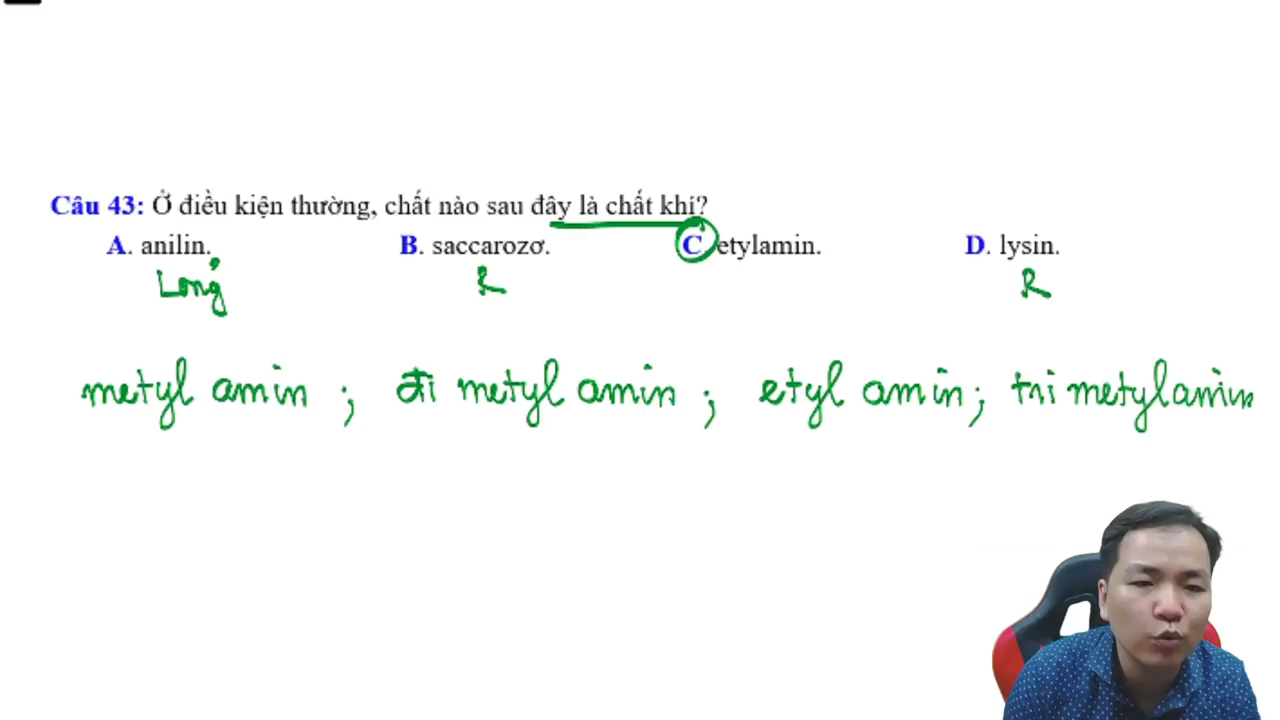 Câu 43: Ở điều kiện thường, chất nào sau đây là chất khí?
A. anilin. B. saccarozơ. C etylamin. D. lysin.
Lỏng R R
metyl amin ; đi metyl amin ; etyl amin ; tri metylamin